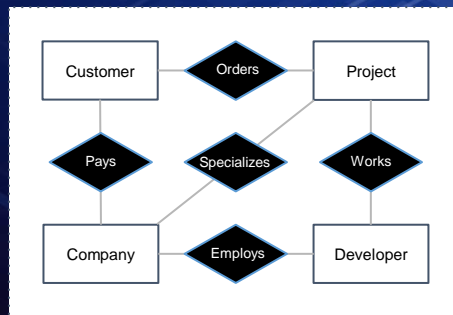 Customer
Orders
Project
Pays
Specializes
Works
Company
Employs
Developer